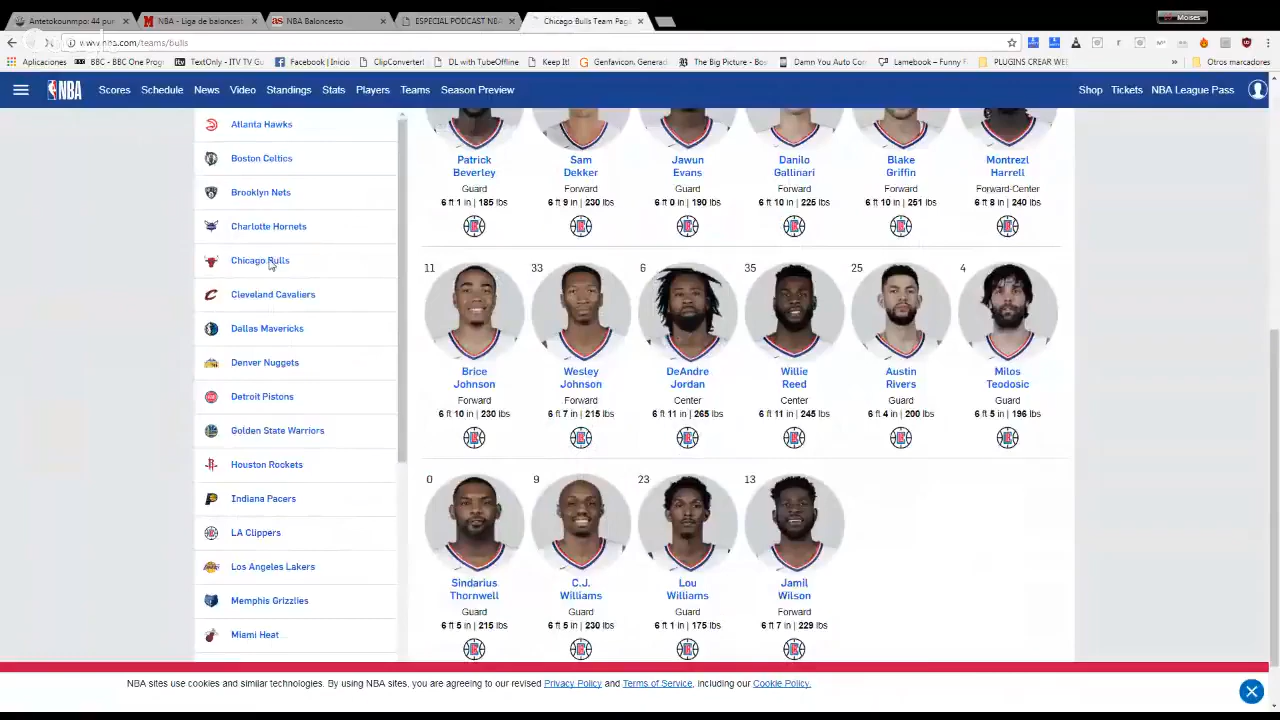 Antetokounmpo: 44 pun
NBA - Liga de baloncest
NBA Baloncesto
ESPECIAL PODCAST NBA
Chicago Bulls Team Page
Moises
www.nba.com/teams/bulls
Aplicaciones
BBC - BBC One Prog
TextOnly - ITV TV Gu
Facebook | Inicio
ClipConverter!
DL with TubeOffline
Keep It!
Genfavicon, Generad
The Big Picture - Bos
Damn You Auto Con
Lamebook – Funny F
PLUGINS CREAR WE
Otros marcadores
NBA
Scores
Schedule
News
Video
Standings
Stats
Players
Teams
Season Preview
Shop
Tickets
NBA League Pass
Atlanta Hawks
Boston Celtics
Brooklyn Nets
Charlotte Hornets
Chicago Bulls
Cleveland Cavaliers
Dallas Mavericks
Denver Nuggets
Detroit Pistons
Golden State Warriors
Houston Rockets
Indiana Pacers
LA Clippers
Los Angeles Lakers
Memphis Grizzlies
Miami Heat
Patrick
Beverley
Guard
6 ft 1 in | 185 lbs
Sam
Dekker
Forward
6 ft 9 in | 230 lbs
Jawun
Evans
Guard
6 ft 0 in | 190 lbs
Danilo
Gallinari
Forward
6 ft 10 in | 225 lbs
Blake
Griffin
Forward
6 ft 10 in | 251 lbs
Montrezl
Harrell
Forward-Center
6 ft 8 in | 240 lbs
11
Brice
Johnson
Forward
6 ft 10 in | 230 lbs
33
Wesley
Johnson
Forward
6 ft 7 in | 215 lbs
6
DeAndre
Jordan
Center
6 ft 11 in | 265 lbs
35
Willie
Reed
Center
6 ft 11 in | 245 lbs
25
Austin
Rivers
Guard
6 ft 4 in | 200 lbs
4
Milos
Teodosic
Guard
6 ft 5 in | 196 lbs
0
Sindarius
Thornwell
Guard
6 ft 5 in | 215 lbs
9
C.J.
Williams
Guard
6 ft 5 in | 230 lbs
23
Lou
Williams
Guard
6 ft 1 in | 175 lbs
13
Jamil
Wilson
Forward
6 ft 7 in | 229 lbs
NBA sites use cookies and similar technologies. By using NBA sites, you are agreeing to our revised Privacy Policy and Terms of Service, including our Cookie Policy.